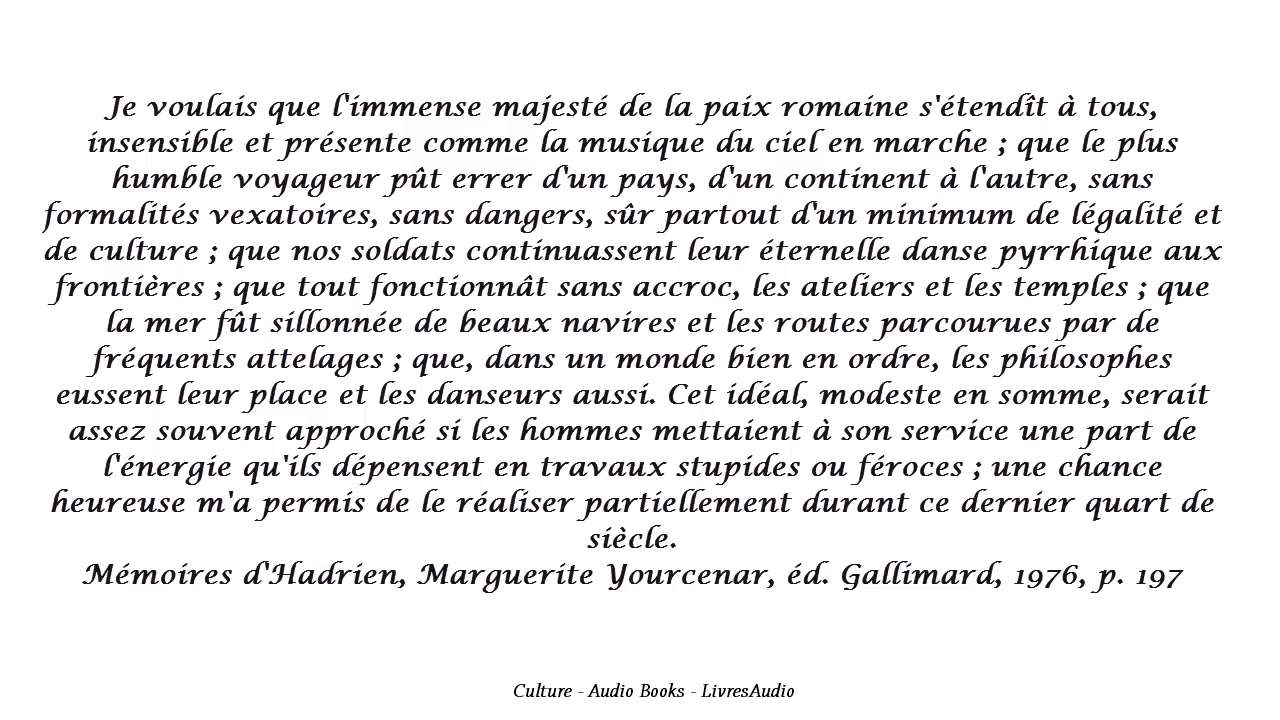 Je voulais que l'immense majesté de la paix romaine s'étendît à tous,
insensible et présente comme la musique du ciel en marche ; que le plus
humble voyageur pût errer d'un pays, d'un continent à l'autre, sans
formalités vexatoires, sans dangers, sûr partout d'un minimum de légalité et
de culture ; que nos soldats continuassent leur éternelle danse pyrrhique aux
frontières ; que tout fonctionnât sans accroc, les ateliers et les temples ; que
la mer fût sillonnée de beaux navires et les routes parcourues par de
fréquents attelages ; que, dans un monde bien en ordre, les philosophes
eussent leur place et les danseurs aussi. Cet idéal, modeste en somme, serait
assez souvent approché si les hommes mettaient à son service une part de
l'énergie qu'ils dépensent en travaux stupides ou féroces ; une chance
heureuse m'a permis de le réaliser partiellement durant ce dernier quart de
siècle.
Mémoires d'Hadrien, Marguerite Yourcenar, éd. Gallimard, 1976, p. 197
Culture - Audio Books - LivresAudio